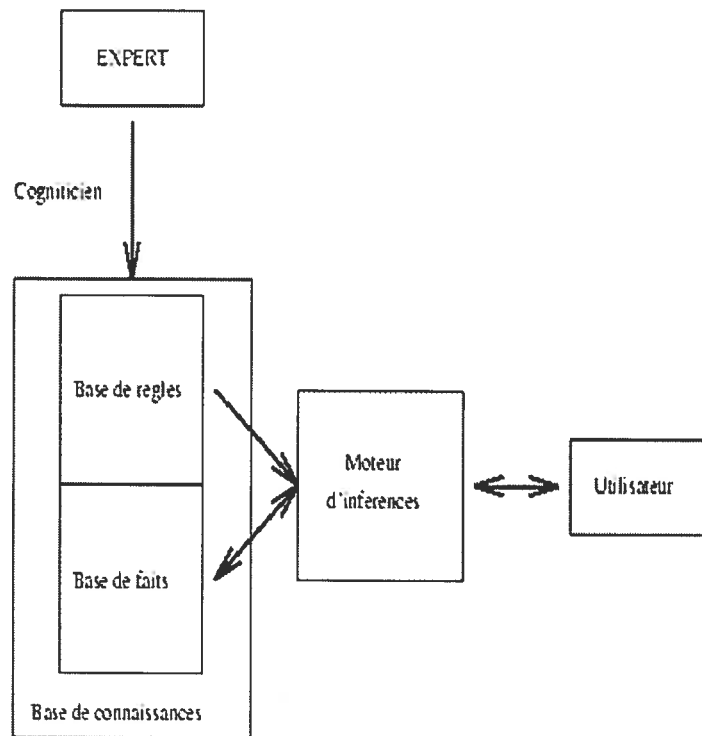 EXPERT
Cogniticien
Base de regles
Moteur
d'inferences
Utilisateur
Base de faits
Base de connaissances